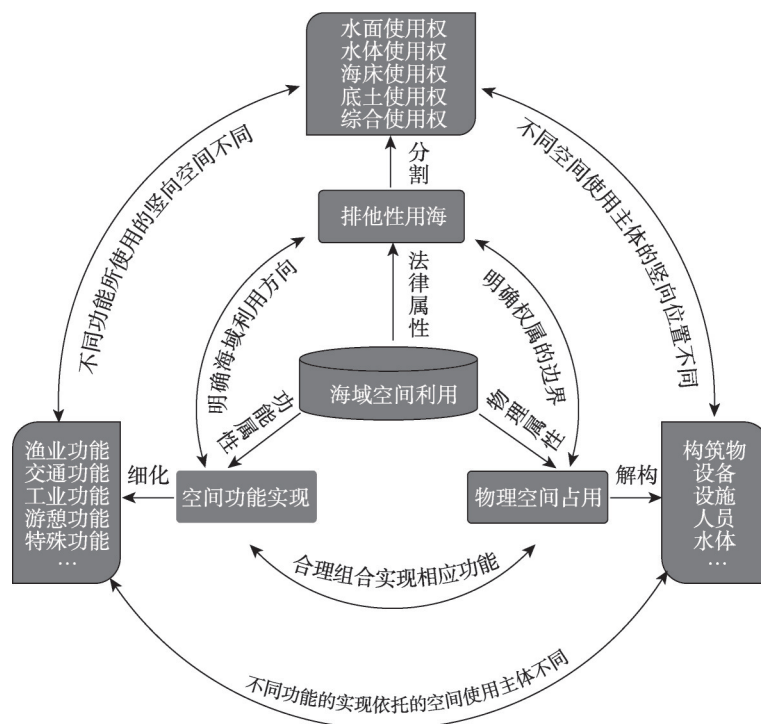 水面使用权
水体使用权
海床使用权
底土使用权
综合使用权
分割
排他性用海
法律属性
不同功能所使用的竖向空间不同
不同空间使用主体的竖向位置不同
明确海域利用方向
明确权属的边界
海域空间利用
功能属性
物理属性
渔业功能
交通功能
工业功能
游憩功能
特殊功能
…
细化
空间功能实现
物理空间占用
解构
构筑物
设备
设施
人员
水体
…
合理组合实现相应功能
不同功能的实现依托的空间使用主体不同